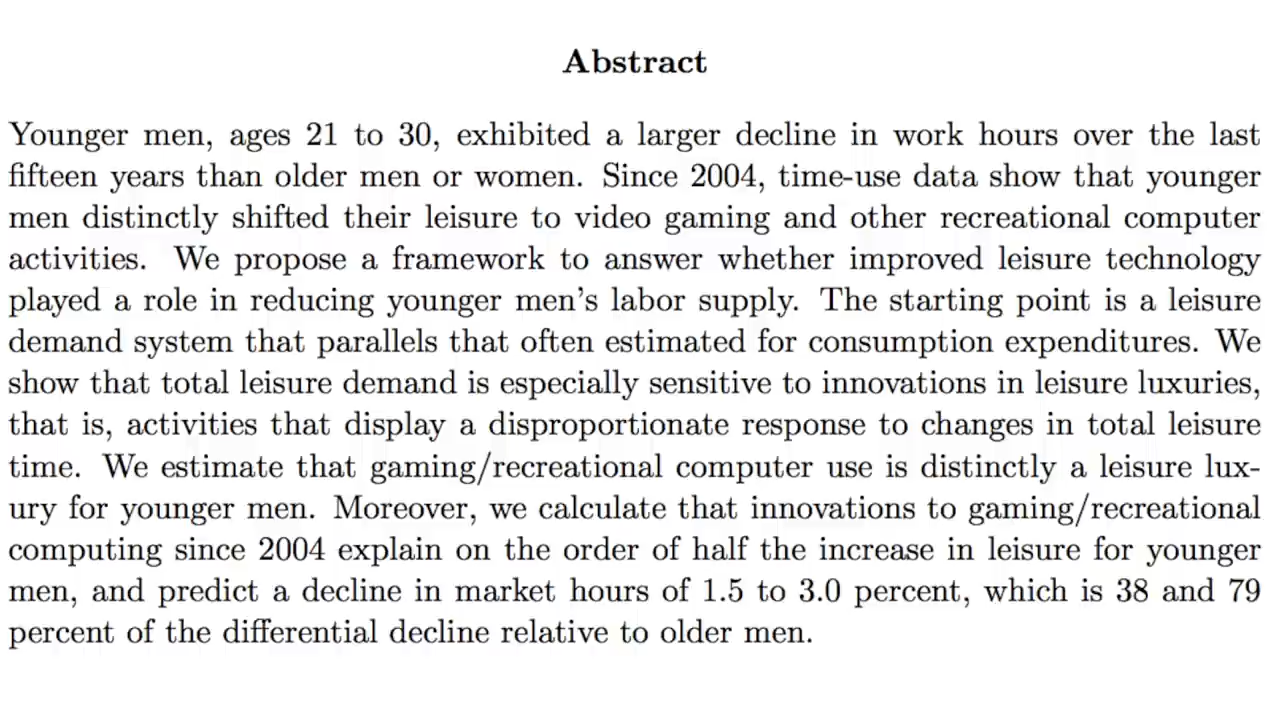 Abstract
Younger men, ages 21 to 30, exhibited a larger decline in work hours over the last
fifteen years than older men or women. Since 2004, time-use data show that younger
men distinctly shifted their leisure to video gaming and other recreational computer
activities. We propose a framework to answer whether improved leisure technology
played a role in reducing younger men's labor supply. The starting point is a leisure
demand system that parallels that often estimated for consumption expenditures. We
show that total leisure demand is especially sensitive to innovations in leisure luxuries,
that is, activities that display a disproportionate response to changes in total leisure
time. We estimate that gaming/recreational computer use is distinctly a leisure lux-
ury for younger men. Moreover, we calculate that innovations to gaming/recreational
computing since 2004 explain on the order of half the increase in leisure for younger
men, and predict a decline in market hours of 1.5 to 3.0 percent, which is 38 and 79
percent of the differential decline relative to older men.